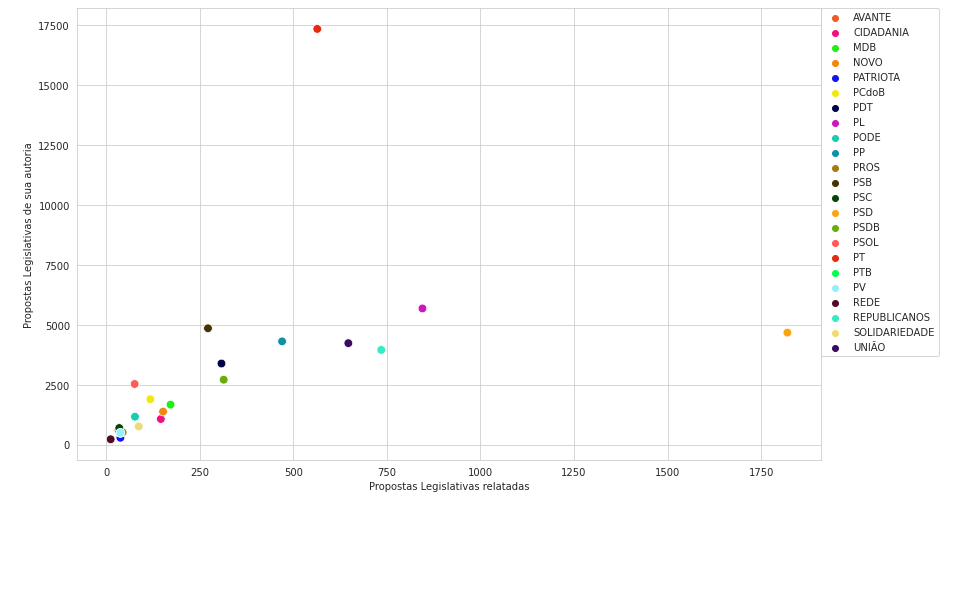 Propostas Legislativas de sua autoria
17500
15000
12500
10000
7500
5000
2500
0
0 250 500 750 1000 1250 1500 1750
Propostas Legislativas relatadas
AVANTE
CIDADANIA
MDB
NOVO
PATRIOTA
PCdoB
PDT
PL
PODE
PP
PROS
PSB
PSC
PSD
PSDB
PSOL
PT
PTB
PV
REDE
REPUBLICANOS
SOLIDARIEDADE
UNIÃO